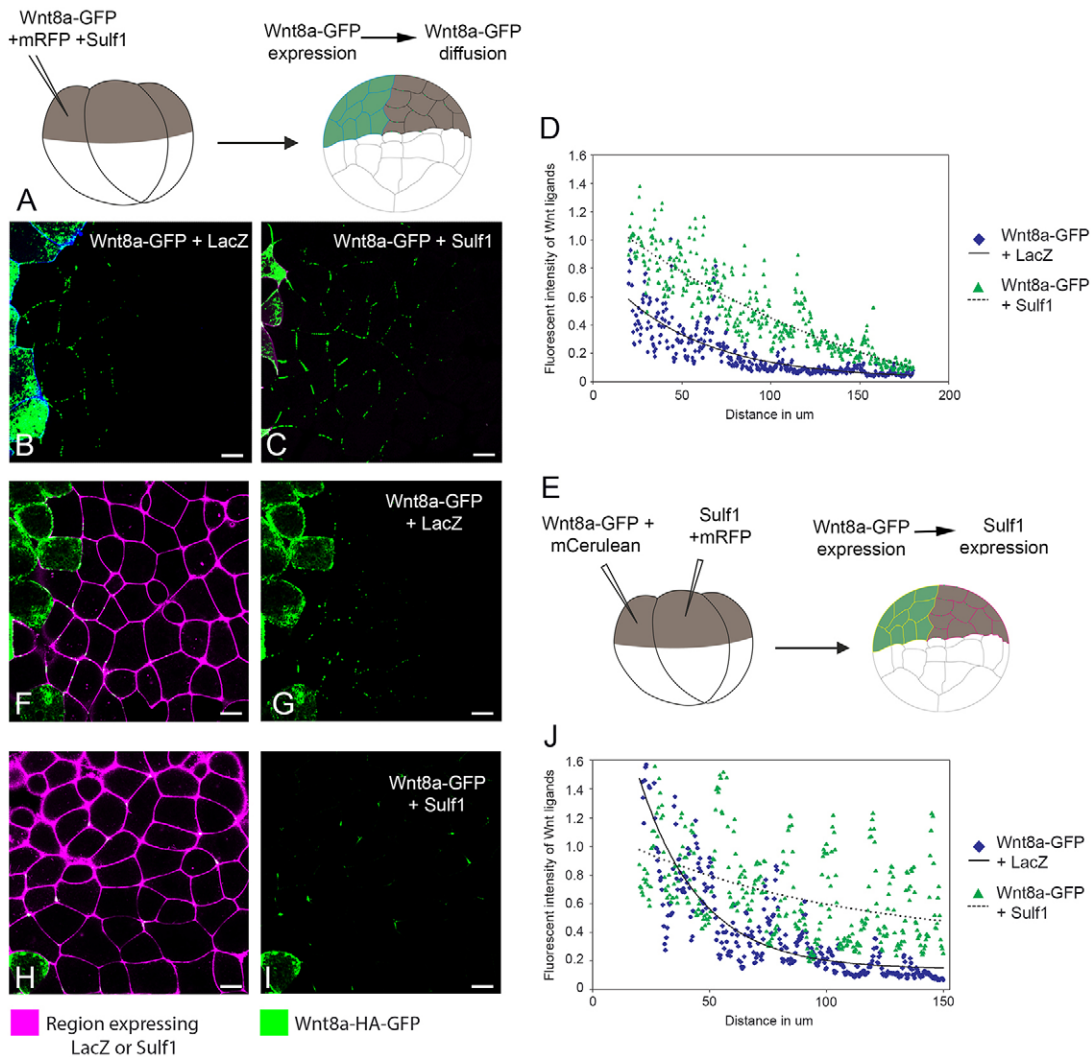 Wnt8a-GFP
+mRFP +Sulf1
Wnt8a-GFP
expression
Wnt8a-GFP
diffusion
A
Wnt8a-GFP + LacZ
B
Wnt8a-GFP + Sulf1
C
D
Fluorescent intensity of Wnt ligands
1.6
1.4
1.2
1.0
0.8
0.6
0.4
0.2
0
0
50
100
150
200
Distance in um
Wnt8a-GFP
+ LacZ
Wnt8a-GFP
+ Sulf1
E
Wnt8a-GFP +
mCerulean
Sulf1
+mRFP
Wnt8a-GFP
expression
Sulf1
expression
F
Wnt8a-GFP
+ LacZ
G
H
Wnt8a-GFP
+ Sulf1
I
J
Fluorescent intensity of Wnt ligands
1.6
1.4
1.2
1.0
0.8
0.6
0.4
0.2
0
0
50
100
150
Distance in um
Wnt8a-GFP
+ LacZ
Wnt8a-GFP
+ Sulf1
Region expressing
LacZ or Sulf1
Wnt8a-HA-GFP